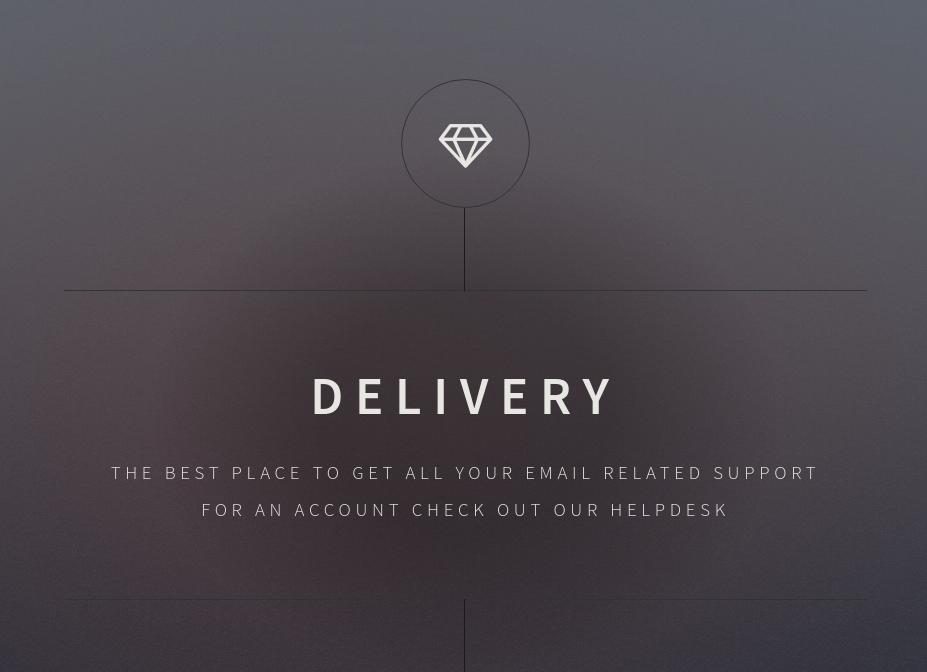 DELIVERY
THE BEST PLACE TO GET ALL YOUR EMAIL RELATED SUPPORT
FOR AN ACCOUNT CHECK OUT OUR HELPDESK